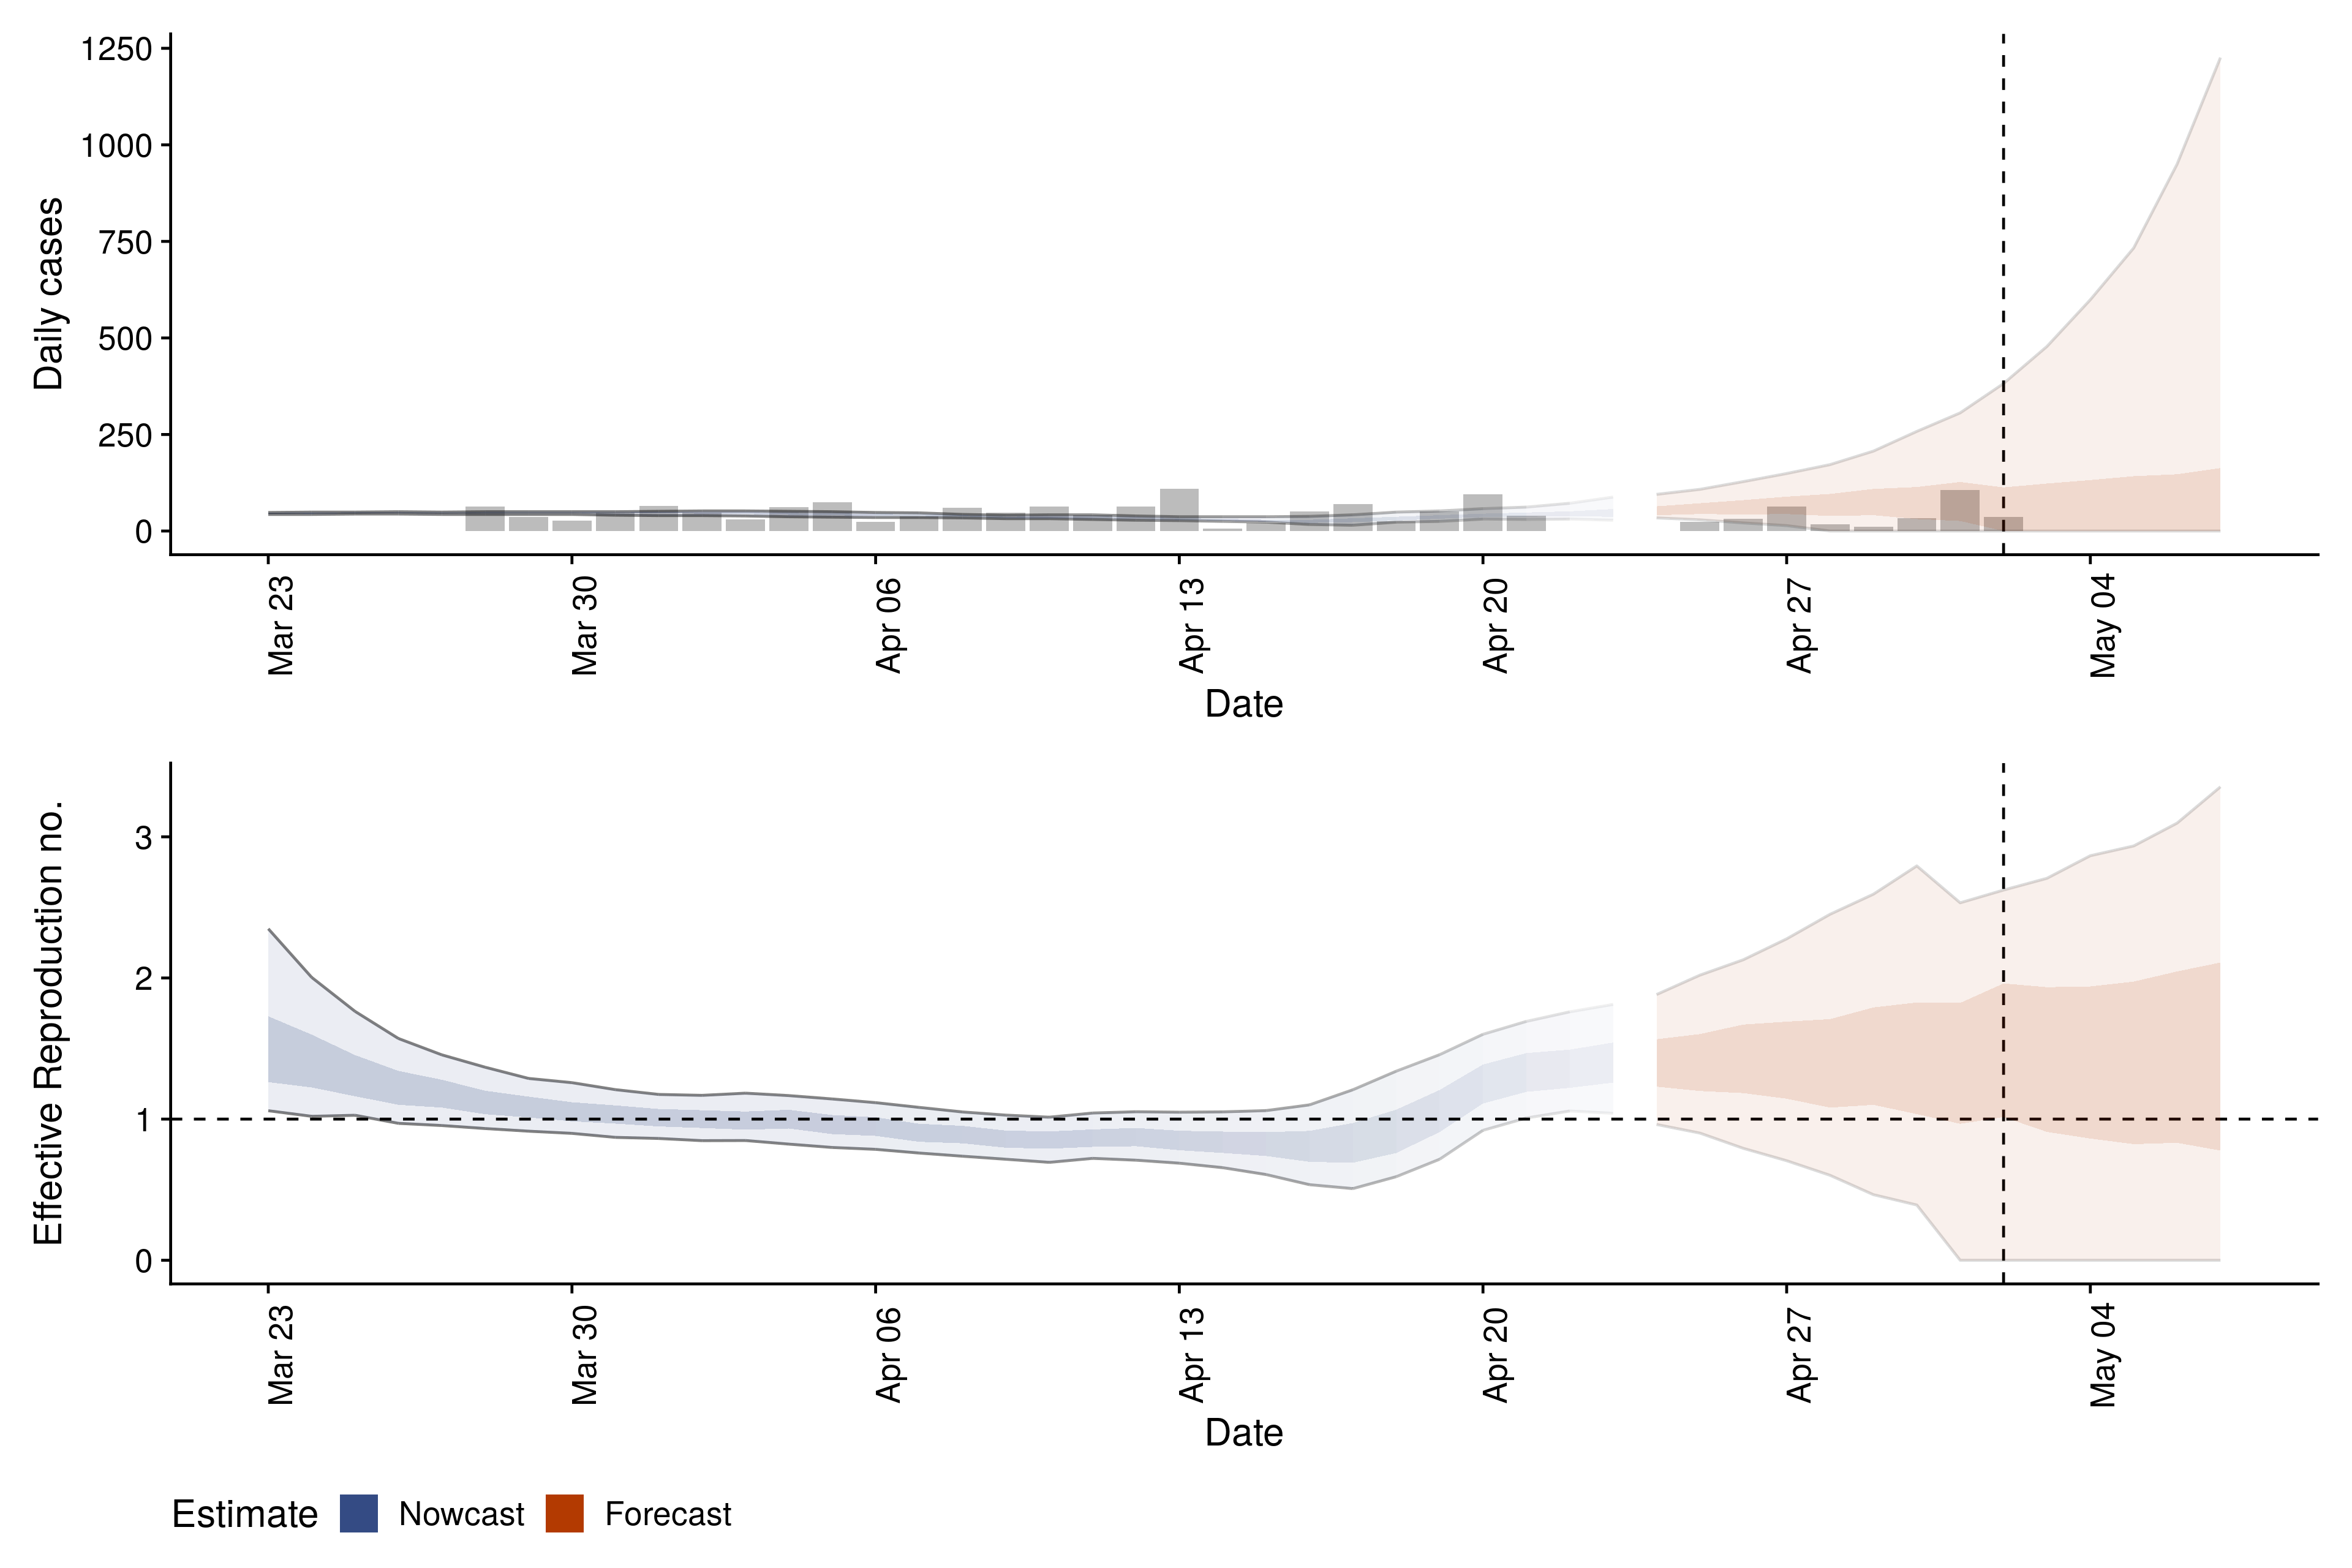 1250
1000
750
500
250
0
Daily cases
Mar 23
Mar 30
Apr 06
Apr 13
Apr 20
Apr 27
May 04
Date
3
2
1
0
Effective Reproduction no.
Mar 23
Mar 30
Apr 06
Apr 13
Apr 20
Apr 27
May 04
Date
Estimate Nowcast Forecast